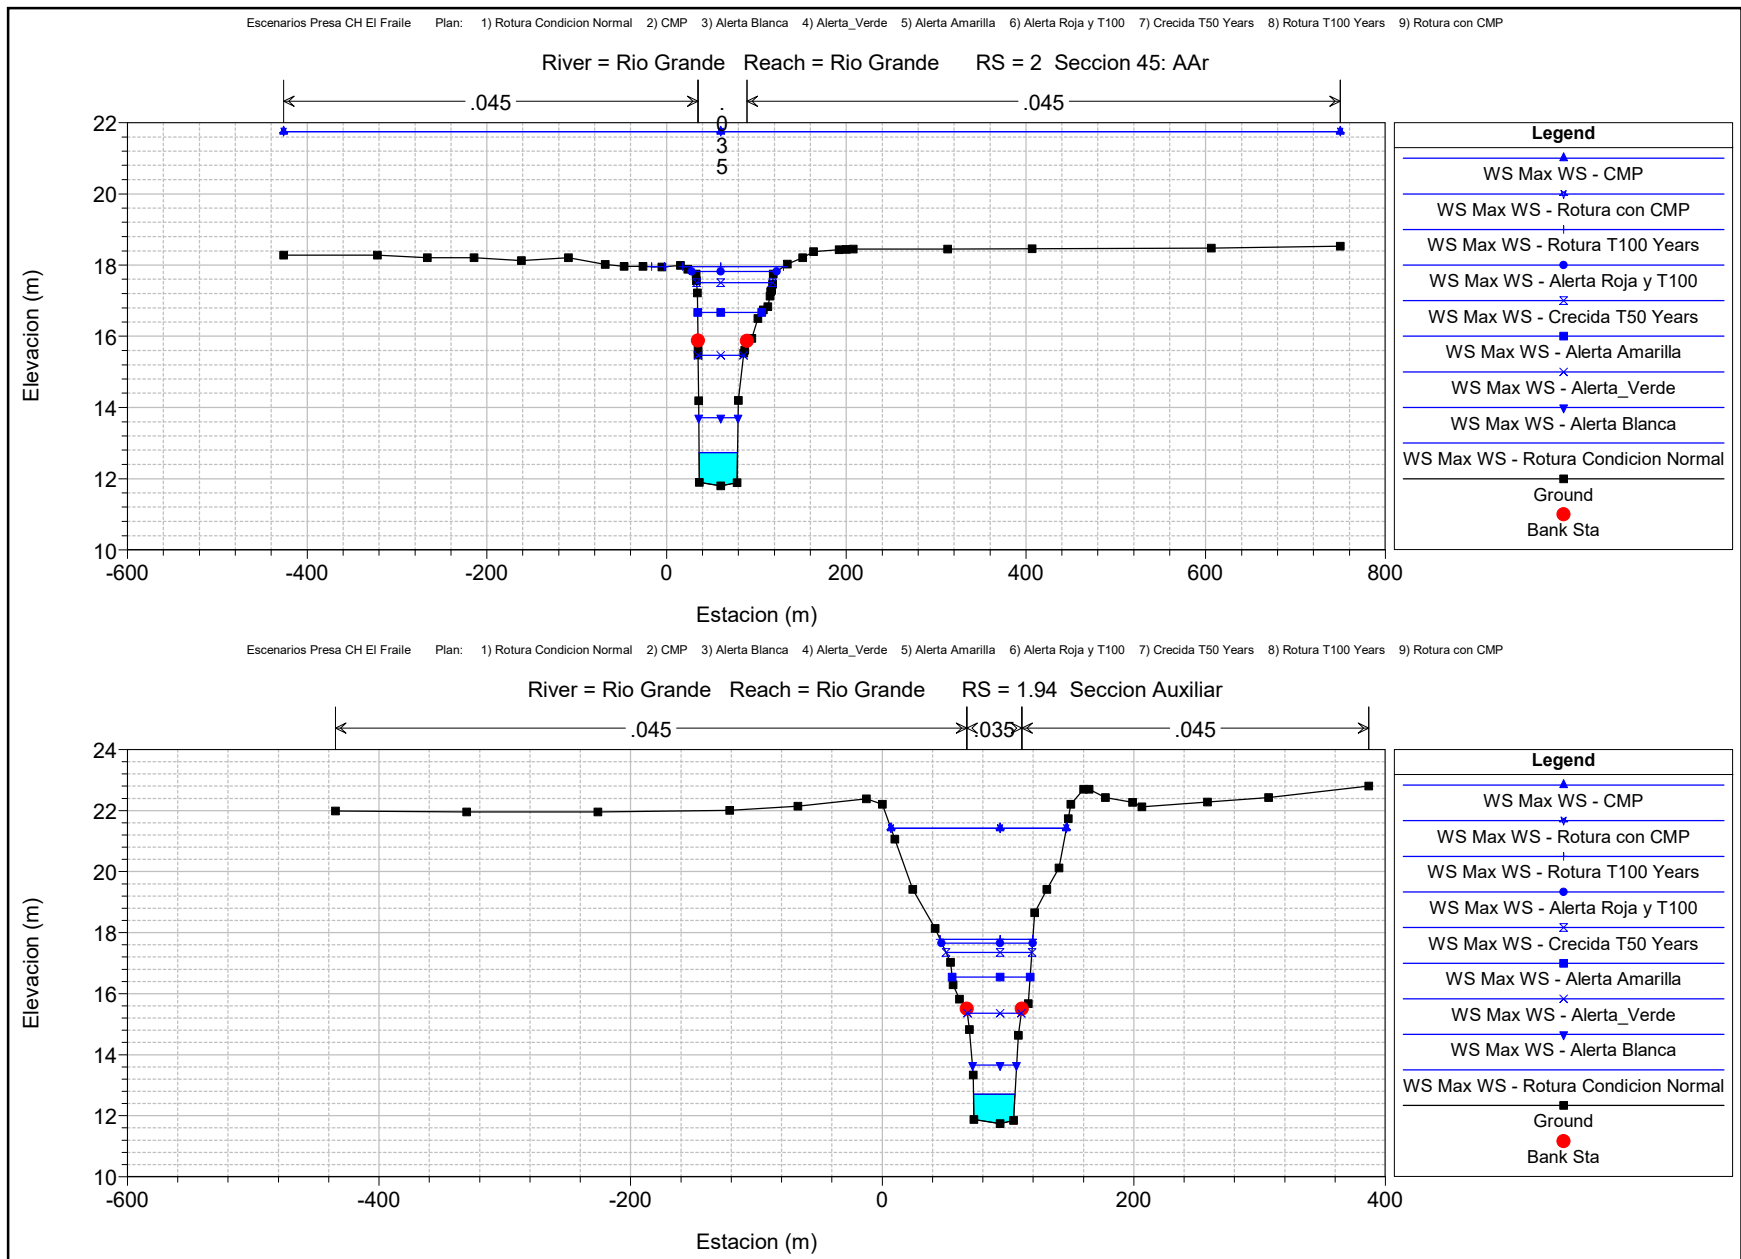 Escenarios Presa CH El Fraile Plan: 1) Rotura Condicion Normal 2) CMP 3) Alerta Blanca 4) Alerta_Verde 5) Alerta Amarilla 6) Alerta Roja y T100 7) Crecida T50 Years 8) Rotura T100 Years 9) Rotura con CMP
River = Rio Grande Reach = Rio Grande RS = 2 Seccion 45: AAr
.045
.035
.045
22
20
18
16
14
12
10
Elevacion (m)
-600 -400 -200 0 200 400 600 800
Estacion (m)
Legend
WS Max WS - CMP
WS Max WS - Rotura con CMP
WS Max WS - Rotura T100 Years
WS Max WS - Alerta Roja y T100
WS Max WS - Crecida T50 Years
WS Max WS - Alerta Amarilla
WS Max WS - Alerta_Verde
WS Max WS - Alerta Blanca
WS Max WS - Rotura Condicion Normal
Ground
Bank Sta
Escenarios Presa CH El Fraile Plan: 1) Rotura Condicion Normal 2) CMP 3) Alerta Blanca 4) Alerta_Verde 5) Alerta Amarilla 6) Alerta Roja y T100 7) Crecida T50 Years 8) Rotura T100 Years 9) Rotura con CMP
River = Rio Grande Reach = Rio Grande RS = 1.94 Seccion Auxiliar
.045 .035 .045
24
22
20
18
16
14
12
10
Elevacion (m)
-600 -400 -200 0 200 400
Estacion (m)
Legend
WS Max WS - CMP
WS Max WS - Rotura con CMP
WS Max WS - Rotura T100 Years
WS Max WS - Alerta Roja y T100
WS Max WS - Crecida T50 Years
WS Max WS - Alerta Amarilla
WS Max WS - Alerta_Verde
WS Max WS - Alerta Blanca
WS Max WS - Rotura Condicion Normal
Ground
Bank Sta